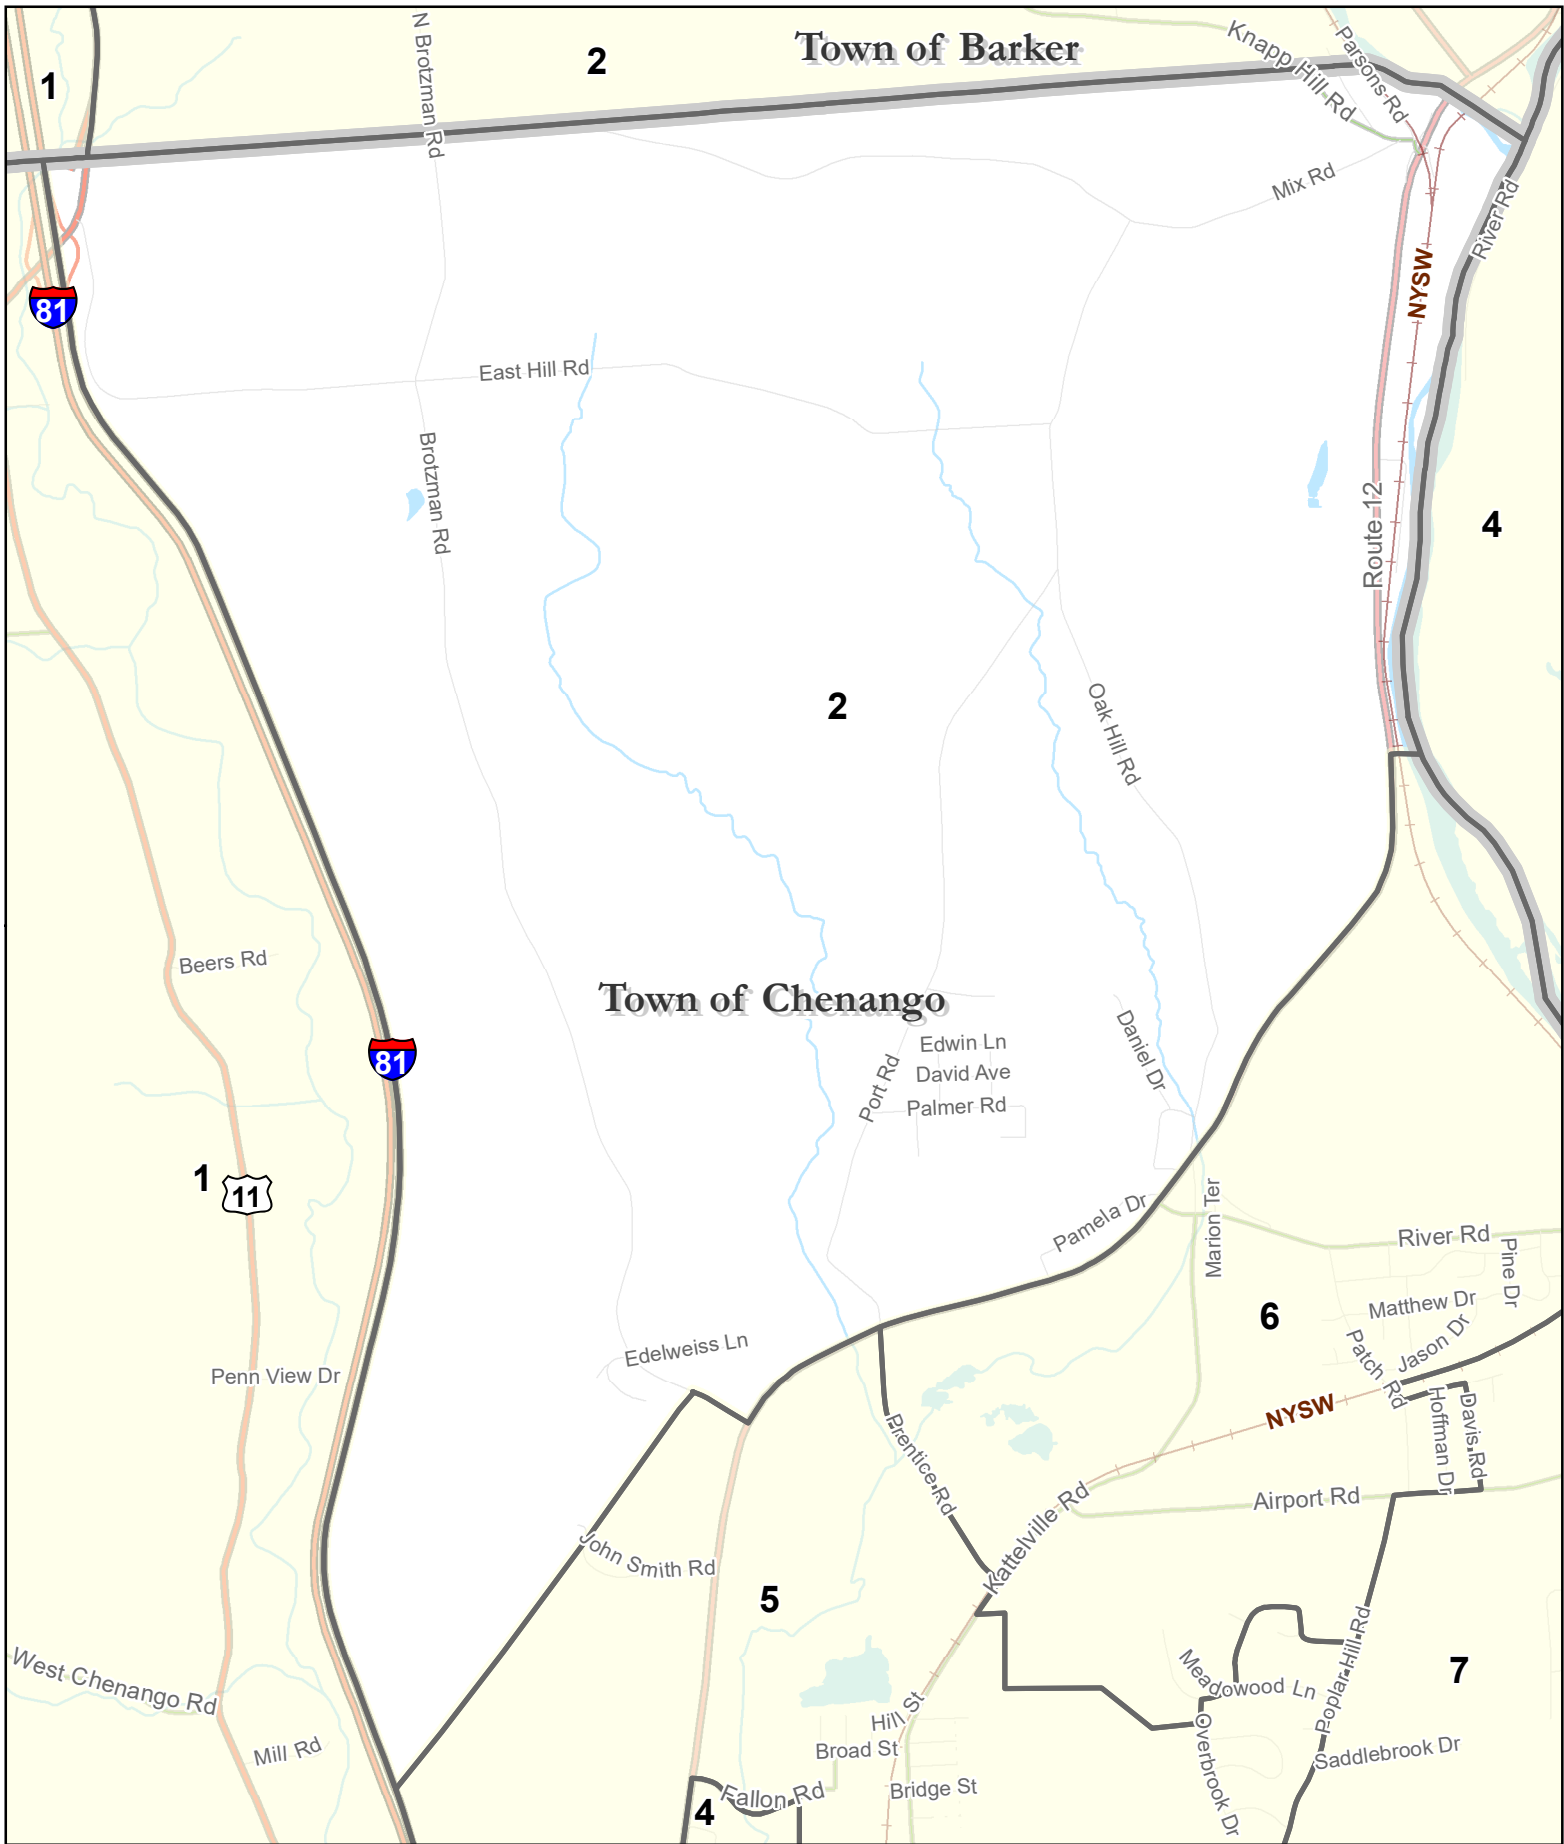 N Brotzman Rd
2
Town of Barker
Knapp Hill Rd
Parsons Rd
1
Mix Rd
River Rd
NYSW
81
East Hill Rd
Brotzman Rd
Route 12
4
2
Oak Hill Rd
Beers Rd
Town of Chenango
81
Edwin Ln
David Ave
Palmer Rd
Port Rd
Daniel Dr
1
11
Pamela Dr
Marion Ter
River Rd
Pine Dr
6
Matthew Dr
Jason Dr
Patch Rd
Edelweiss Ln
Penn View Dr
NYSW
Hoffman Dr
Davis Rd
Prentice Rd
Airport Rd
Kattelville Rd
John Smith Rd
5
West Chenango Rd
Mill Rd
Hill St
Broad St
Bridge St
Fallon Rd
4
Meadowood Ln
Overbrook Dr
Poplar Hill Rd
7
Saddlebrook Dr